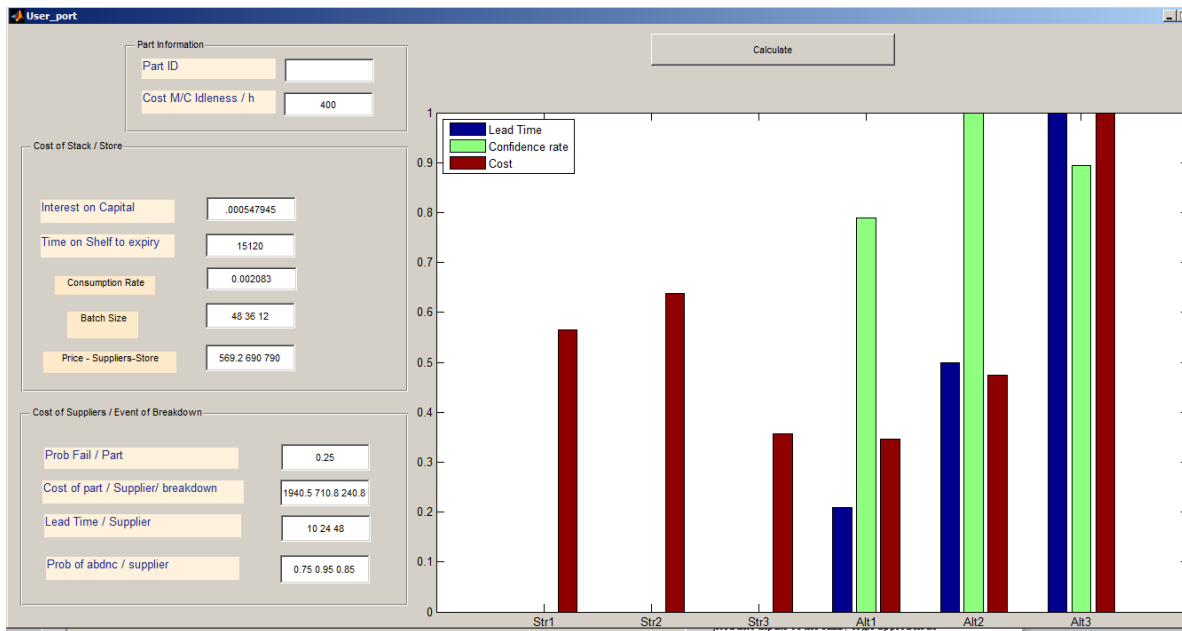 User_port
Part Information
Part ID
Cost M/C Idleness / h
400
Calculate
Cost of Stack / Store
Interest on Capital
.000547945
Time on Shelf to expiry
15120
Consumption Rate
0.002083
Batch Size
48 36 12
Price - Suppliers-Store
569.2 690 790
Cost of Suppliers / Event of Breakdown
Prob Fail / Part
0.25
Cost of part / Supplier/ breakdown
1940.5 710.8 240.8
Lead Time / Supplier
10 24 48
Prob of abdnc / supplier
0.75 0.95 0.85
Lead Time
Confidence rate
Cost
1
0.9
0.8
0.7
0.6
0.5
0.4
0.3
0.2
0.1
0
Str1 Str2 Str3 Alt1 Alt2 Alt3